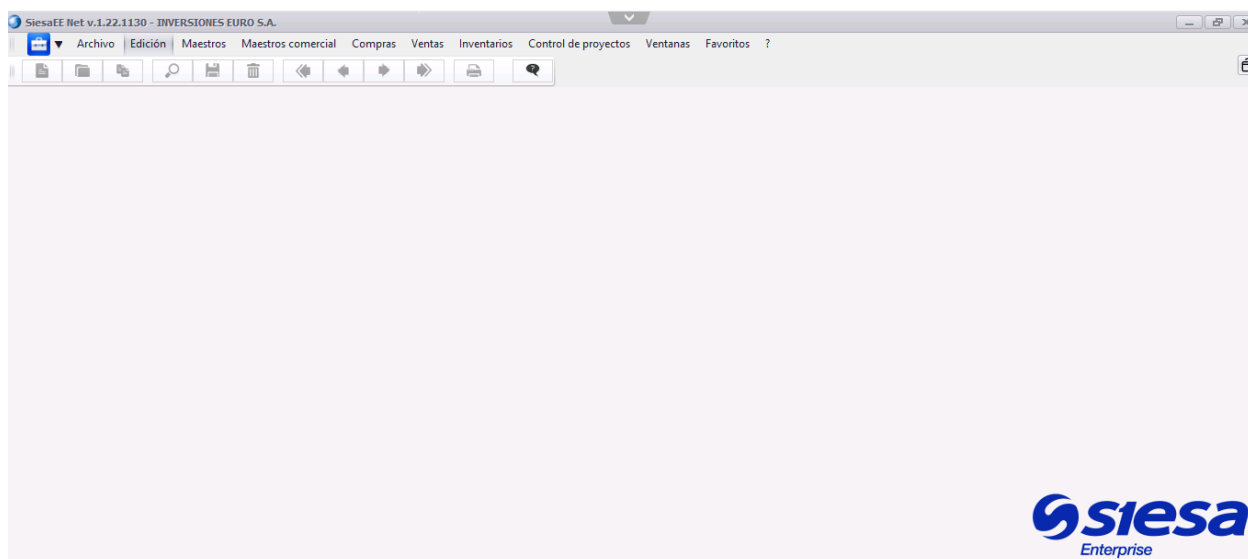 SiesaEE Net v.1.22.1130 - INVERSIONES EURO S.A.
Archivo Edición Maestros Maestros comercial Compras Ventas Inventarios Control de proyectos Ventanas Favoritos ?
siesa
Enterprise